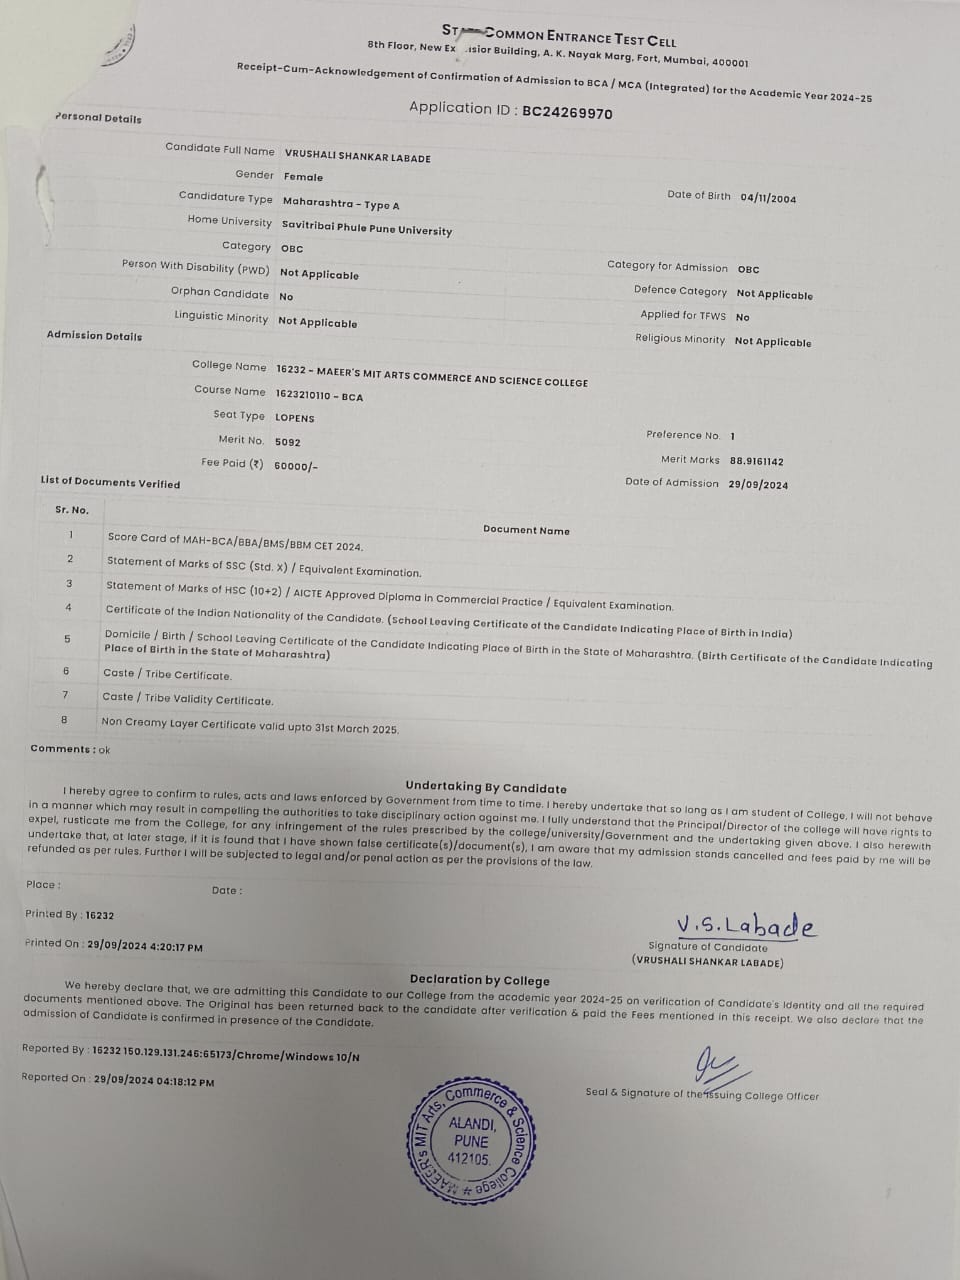 COMMON ENTRANCE TEST CELL
8th Floor, New Building, A. K. Nayak Marg, Fort, Mumbai, 400001
Receipt-Cum-Acknowledgement of Confirmation of Admission to BCA / MCA (Integrated) for the Academic Year 2024-25
Application ID : BC24269970
Personal Details
Candidate Full Name VRUSHALI SHANKAR LABADE
Gender Female
Date of Birth 04/11/2004
Candidature Type Maharashtra - Type A
Home University Savitribai Phule Pune University
Category OBC
Category for Admission OBC
Person With Disability (PWD) Not Applicable
Defence Category Not Applicable
Orphan Candidate No
Applied for TFWS No
Linguistic Minority Not Applicable
Religious Minority Not Applicable
Admission Details
College Name 16232 - MAEER'S MIT ARTS COMMERCE AND SCIENCE COLLEGE
Course Name 1623210110 - BCA
Seat Type LOPENS
Preference No. 1
Merit No. 5092
Merit Marks 88.9161142
Fee Paid (₹) 60000/-
Date of Admission 29/09/2024
List of Documents Verified
Sr. No. Document Name
1 Score Card of MAH-BCA/BBA/BMS/BBM CET 2024.
2 Statement of Marks of SSC (Std. X) / Equivalent Examination.
3 Statement of Marks of HSC (10+2) / AICTE Approved Diploma in Commercial Practice / Equivalent Examination.
4 Certificate of the Indian Nationality of the Candidate. (School Leaving Certificate of the Candidate Indicating Place of Birth in India)
5 Domicile / Birth / School Leaving Certificate of the Candidate Indicating Place of Birth in the State of Maharashtra. (Birth Certificate of the Candidate Indicating
Place of Birth in the State of Maharashtra)
6 Caste / Tribe Certificate.
7 Caste / Tribe Validity Certificate.
8 Non Creamy Layer Certificate valid upto 31st March 2025.
Comments : ok
Undertaking By Candidate
I hereby agree to confirm to rules, acts and laws enforced by Government from time to time. I hereby undertake that so long as I am student of College, I will not behave
in a manner which may result in compelling the authorities to take disciplinary action against me. I fully understand that the Principal/Director of the college will have rights to
expel, rusticate me from the College, for any infringement of the rules prescribed by the college/university/Government and the undertaking given above. I also herewith
undertake that, at later stage, if it is found that I have shown false certificate(s)/document(s), I am aware that my admission stands cancelled and fees paid by me will be
refunded as per rules. Further I will be subjected to legal and/or penal action as per the provisions of the law.
Place :
Date :
Printed By : 16232
V.S.Labade
Printed On : 29/09/2024 4:20:17 PM
Signature of Candidate
(VRUSHALI SHANKAR LABADE)
Declaration by College
We hereby declare that, we are admitting this Candidate to our College from the academic year 2024-25 on verification of Candidate's Identity and all the required
documents mentioned above. The Original has been returned back to the candidate after verification & paid the Fees mentioned in this receipt. We also declare that the
admission of Candidate is confirmed in presence of the Candidate.
Reported By : 16232 150.129.131.246:65173/Chrome/Windows 10/N
Reported On : 29/09/2024 04:18:12 PM
Seal & Signature of the Issuing College Officer
MAEER's MIT Arts, Commerce & Science College
ALANDI,
PUNE
412105.